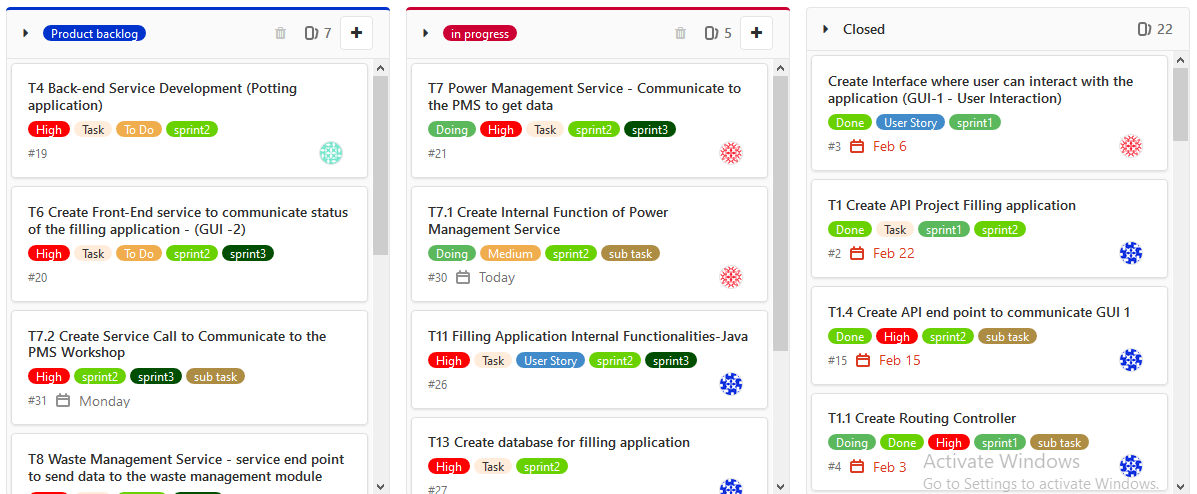 Product backlog
7
T4 Back-end Service Development (Potting
application)
High Task To Do sprint2
#19
T6 Create Front-End service to communicate status
of the filling application - (GUI -2)
High Task To Do sprint2 sprint3
#20
T7.2 Create Service Call to Communicate to the
PMS Workshop
High sprint2 sprint3 sub task
#31 Monday
T8 Waste Management Service - service end point
to send data to the waste management module
in progress
5
T7 Power Management Service - Communicate to
the PMS to get data
Doing High Task sprint2 sprint3
#21
T7.1 Create Internal Function of Power
Management Service
Doing Medium sprint2 sub task
#30 Today
T11 Filling Application Internal Functionalities-Java
High Task User Story sprint2 sprint3
#26
T13 Create database for filling application
High Task sprint2
#27
Closed
22
Create Interface where user can interact with the
application (GUI-1 - User Interaction)
Done User Story sprint1
#3 Feb 6
T1 Create API Project Filling application
Done Task sprint1 sprint2
#2 Feb 22
T1.4 Create API end point to communicate GUI 1
Done High sprint2 sub task
#15 Feb 15
T1.1 Create Routing Controller
Doing Done High sprint1 sub task
#4 Feb 3
Activate Windows
Go to Settings to activate Windows.